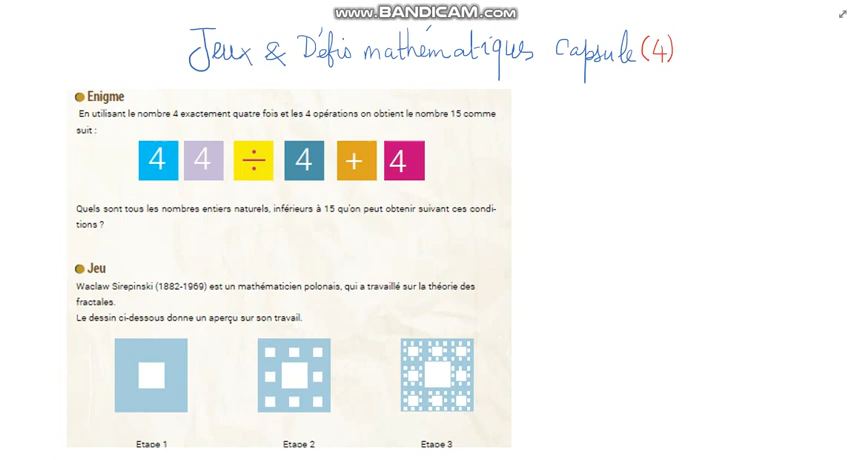 www.BANDICAM.com
Jeux & Défis mathématiques capsule (4)
Enigme
En utilisant le nombre 4 exactement quatre fois et les 4 opérations on obtient le nombre 15 comme
suit :
4 4 ÷ 4 + 4
Quels sont tous les nombres entiers naturels, inférieurs à 15 qu'on peut obtenir suivant ces condi-
tions ?
Jeu
Waclaw Sirepinski (1882-1969) est un mathématicien polonais, qui a travaillé sur la théorie des
fractales.
Le dessin ci-dessous donne un aperçu sur son travail.
Etape 1 Etape 2 Etape 3